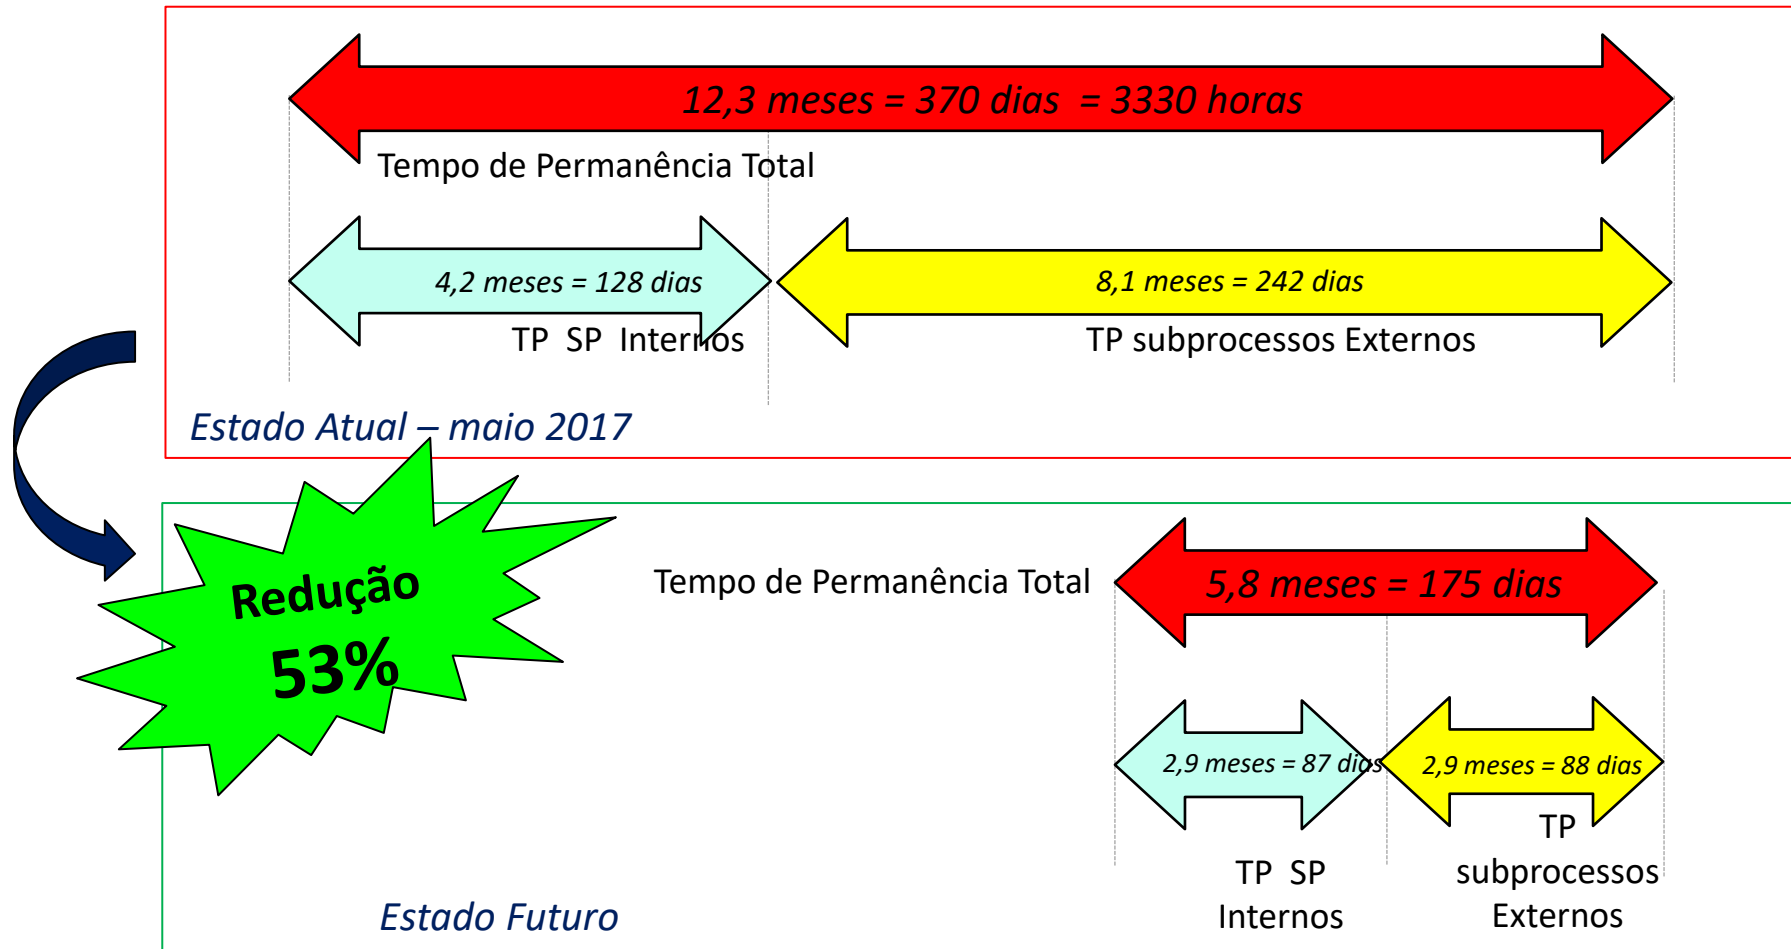 12,3 meses = 370 dias = 3330 horas
Tempo de Permanência Total
4,2 meses = 128 dias
8,1 meses = 242 dias
TP SP Internos
TP subprocessos Externos
Estado Atual – maio 2017
Redução
53%
Tempo de Permanência Total
5,8 meses = 175 dias
2,9 meses = 87 dias
2,9 meses = 88 dias
TP SP
Internos
TP
subprocessos
Externos
Estado Futuro